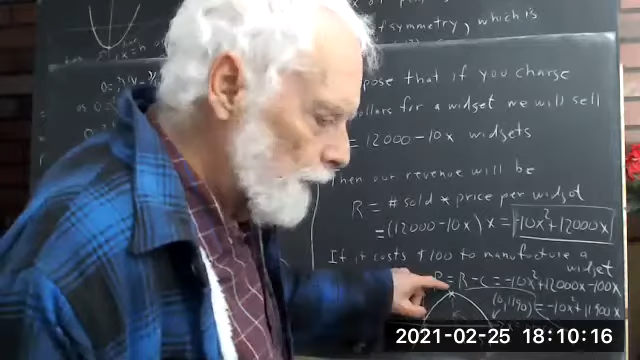 of symmetry, which is
pose that if you charge
dollars for a widget we will sell
= 12000 - 10x widgets
Then our revenue will be
R = # sold * price per widget
= (12000 - 10x) x = -10x² + 12000x
If it costs $100 to manufacture a
widget
P = R - C = -10x² + 12000x - 100x
= -10x² + 11900x
2021-02-25 18:10:16